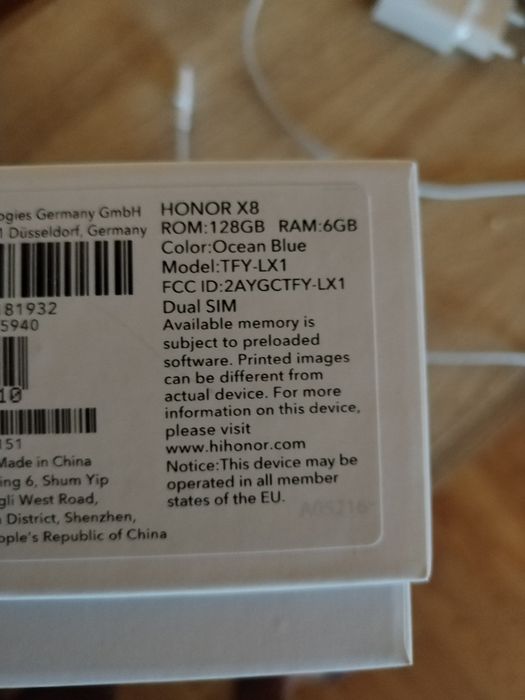 ogies Germany GmbH
1 Düsseldorf, Germany
81932
5940
10
151
Made in China
ing 6, Shum Yip
gli West Road,
District, Shenzhen,
ople's Republic of China
HONOR X8
ROM:128GB RAM:6GB
Color:Ocean Blue
Model:TFY-LX1
FCC ID:2AYGCTFY-LX1
Dual SIM
Available memory is
subject to preloaded
software. Printed images
can be different from
actual device. For more
information on this device,
please visit
www.hihonor.com
Notice:This device may be
operated in all member
states of the EU.